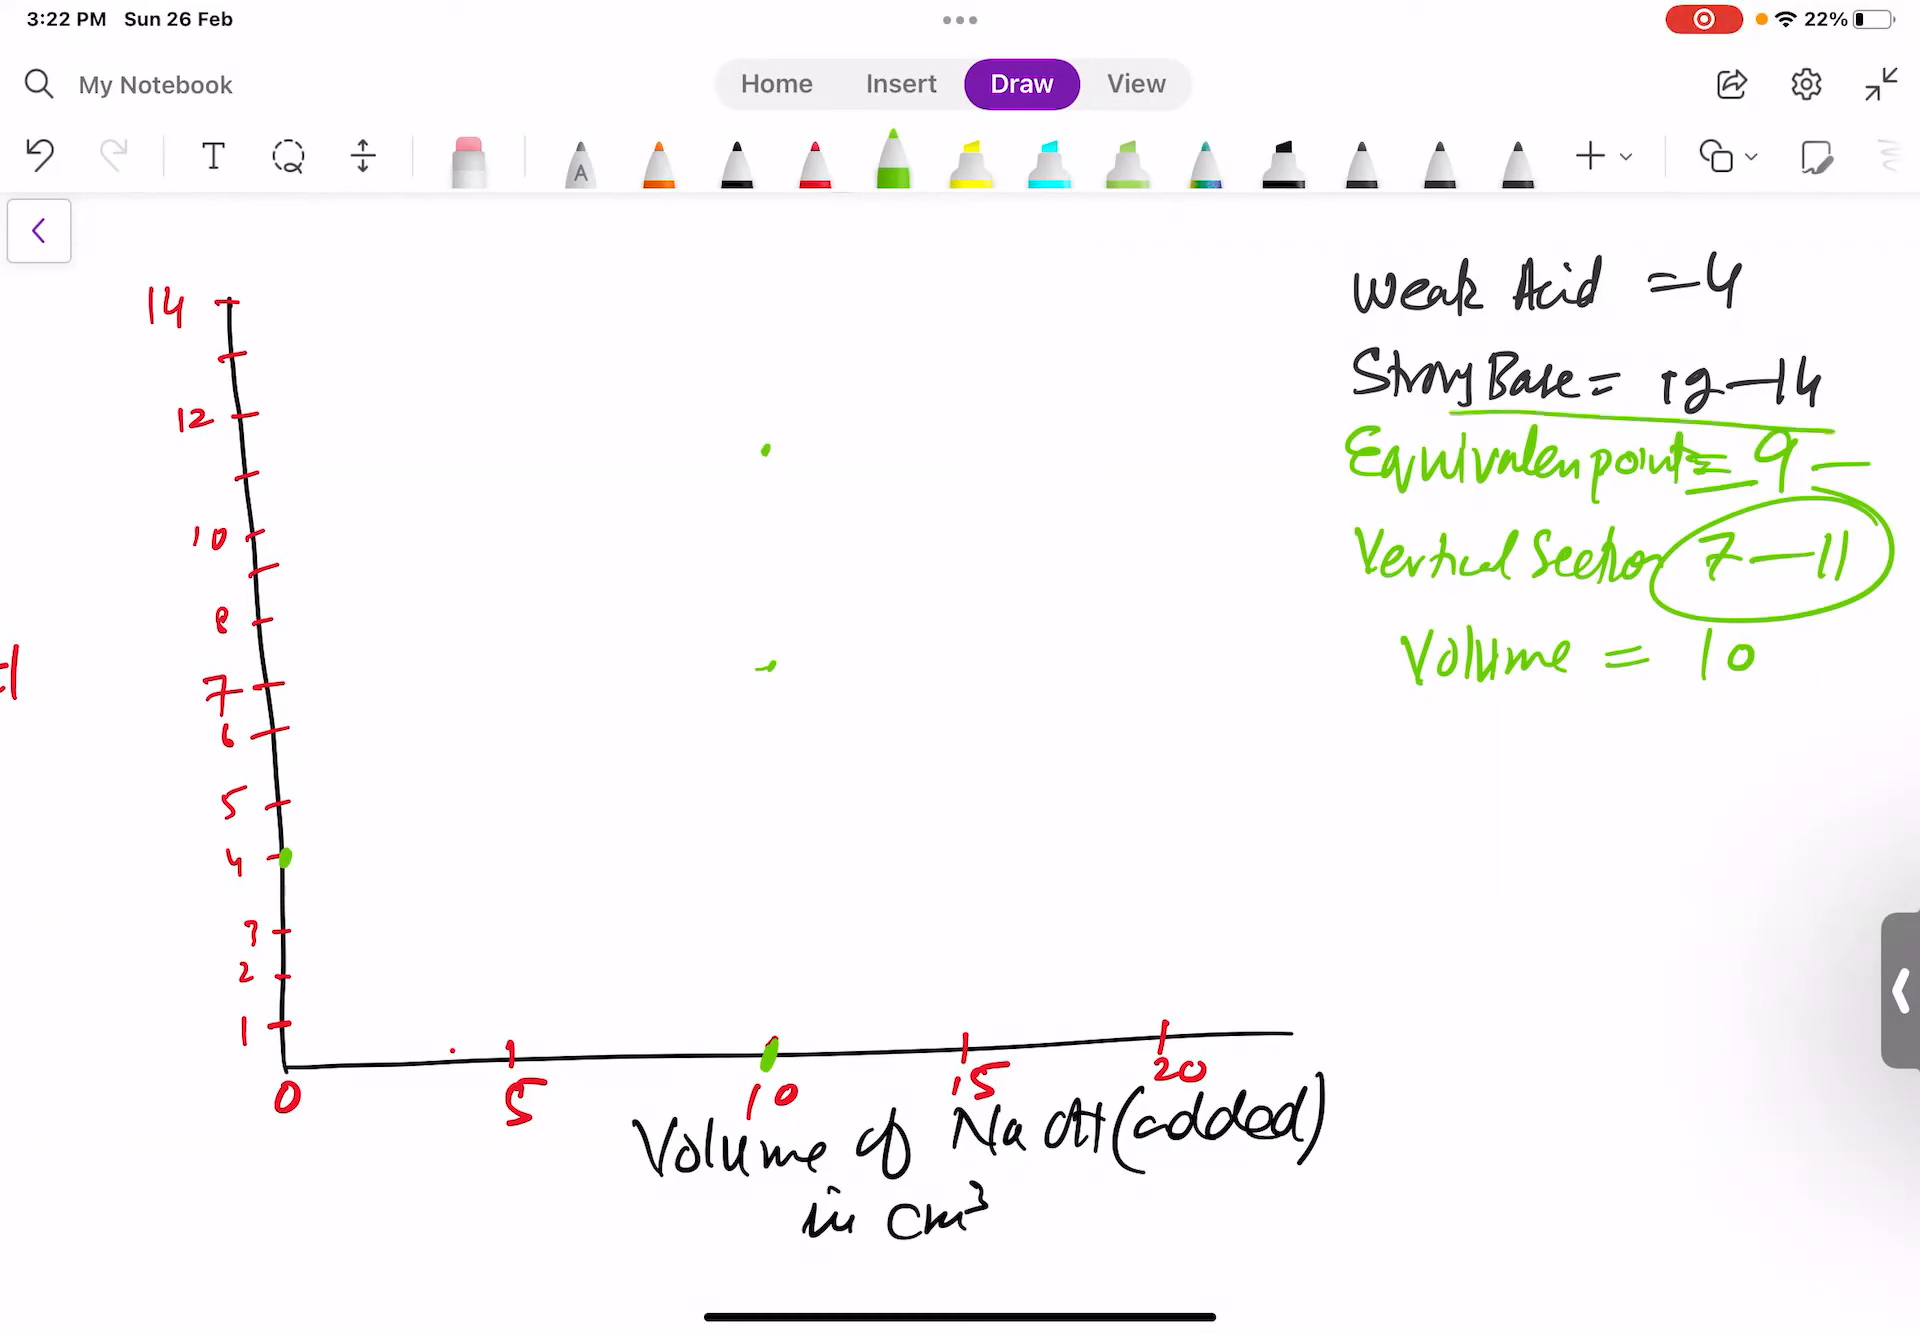 3:22 PM Sun 26 Feb
22%
My Notebook
Home Insert Draw View
T
A
Weak Acid = 4
Strong Base = 12-14
Equivalen point = 9
Vertical Section 7-11
Volume = 10
14
12
10
8
7
6
5
4
3
2
1
0 5 10 15 20
Volume of NaOH (added)
in cm³